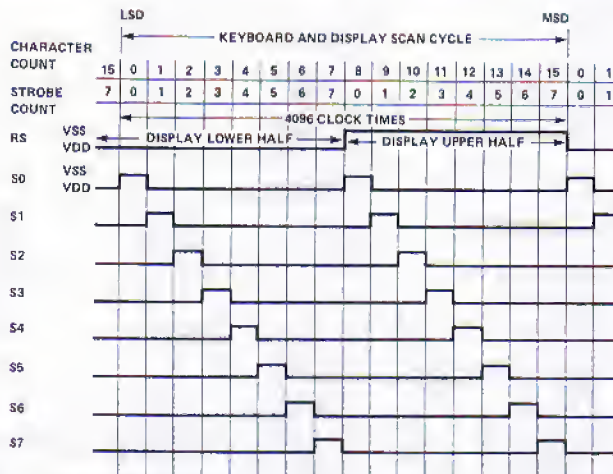 LSD MSD
KEYBOARD AND DISPLAY SCAN CYCLE
CHARACTER
COUNT 15 0 1 2 3 4 5 6 7 8 9 10 11 12 13 14 15 0 1
STROBE
COUNT 7 0 1 2 3 4 5 6 7 0 1 2 3 4 5 6 7 0 1
4096 CLOCK TIMES
RS VSS
VDD DISPLAY LOWER HALF DISPLAY UPPER HALF
S0 VSS
VDD
S1
S2
S3
S4
S5
S6
S7